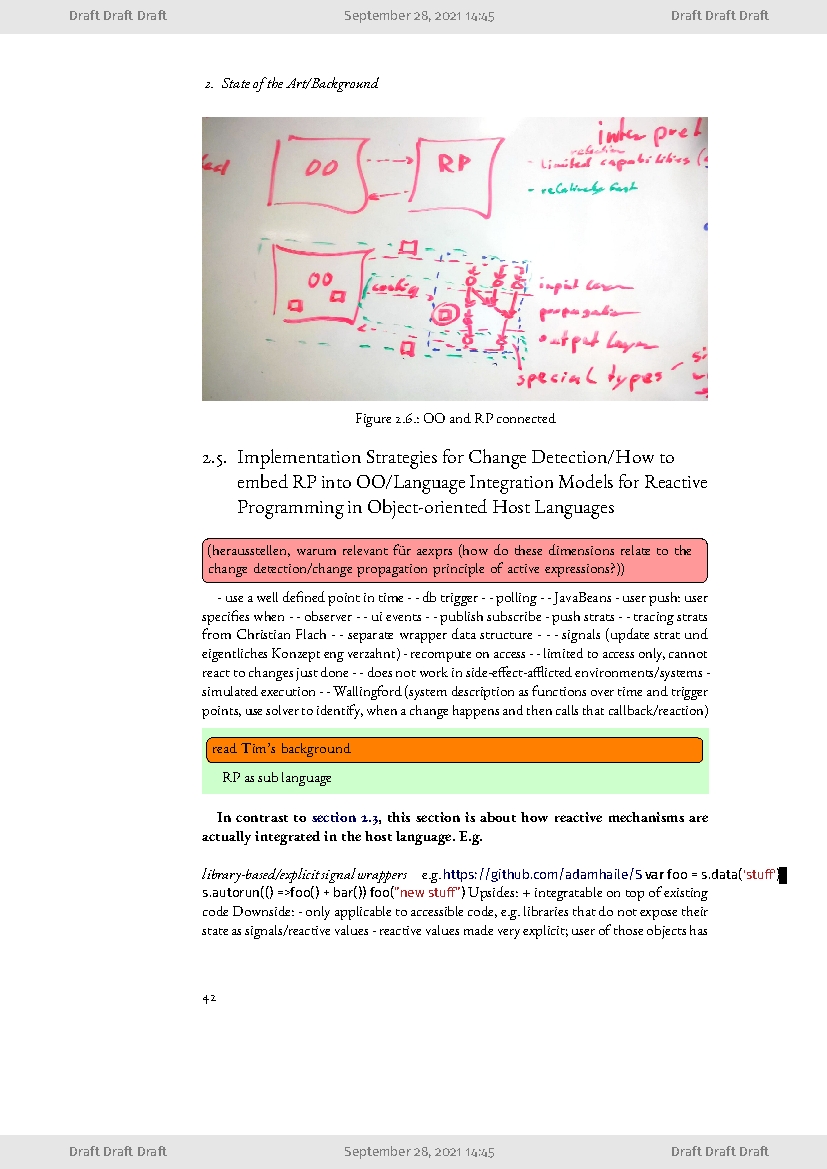 Draft Draft Draft September 28, 2021 14:45 Draft Draft Draft
2. State of the Art/Background
inter
OO RP
- limited capabilities
- relatively fast
OO config
input
propagation
output layer
special types
Figure 2.6.: OO and RP connected
2.5. Implementation Strategies for Change Detection/How to
embed RP into OO/Language Integration Models for Reactive
Programming in Object-oriented Host Languages
(herausstellen, warum relevant für aexprs (how do these dimensions relate to the
change detection/change propagation principle of active expressions?))
- use a well defined point in time - - db trigger - - polling - - JavaBeans - user push: user
specifies when - - observer - - ui events - - publish subscribe - push strats - - tracing strats
from Christian Flach - - separate wrapper data structure - - - signals (update strat und
eigentliches Konzept eng verzahnt) - recompute on access - - limited to access only, cannot
react to changes just done - - does not work in side-effect-afflicted environments/systems -
simulated execution - - Wallingford (system description as functions over time and trigger
points, use solver to identify, when a change happens and then calls that callback/reaction)
read Tim's background
RP as sub language
In contrast to section 2.3, this section is about how reactive mechanisms are
actually integrated in the host language. E.g.
library-based/explicit signal wrappers e.g.https://github.com/adamhaile/S var foo = s.data('stuff')
s.autorun(() =>foo() + bar()) foo("new stuff") Upsides: + integratable on top of existing
code Downside: - only applicable to accessible code, e.g. libraries that do not expose their
state as signals/reactive values - reactive values made very explicit; user of those objects has
42
Draft Draft Draft September 28, 2021 14:45 Draft Draft Draft